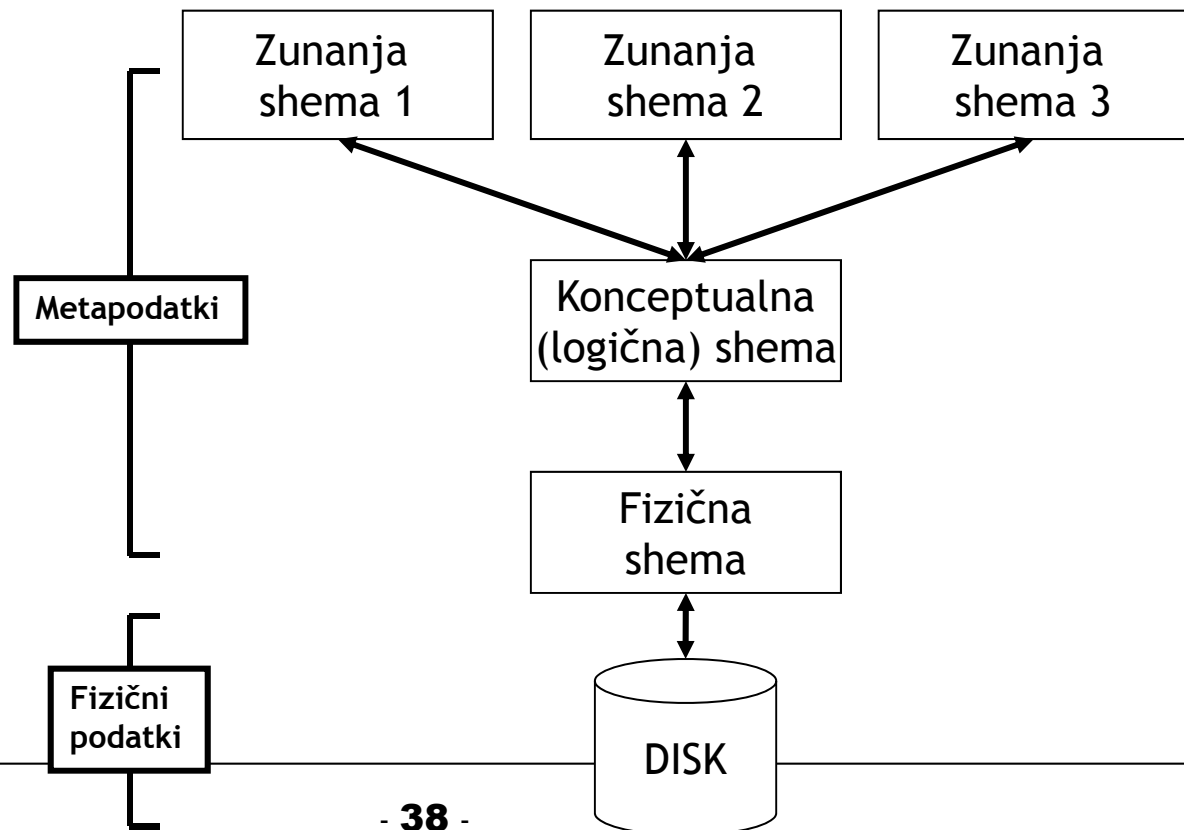 Zunanja
shema 1
Zunanja
shema 2
Zunanja
shema 3
Metapodatki
Konceptualna
(logična) shema
Fizična
shema
Fizični
podatki
DISK
- 38 -